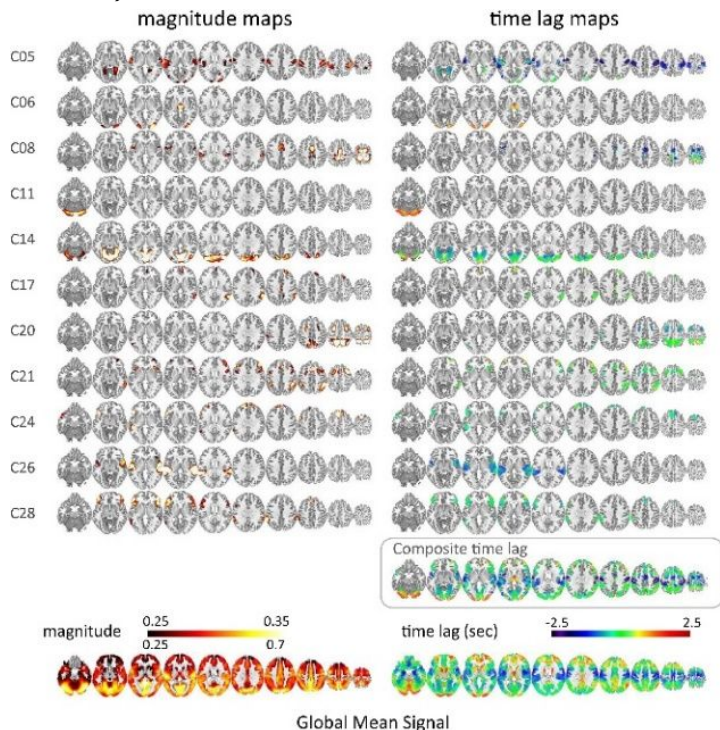 magnitude maps
time lag maps
C05
C06
C08
C11
C14
C17
C20
C21
C24
C26
C28
Composite time lag
magnitude
0.25
0.35
0.25
0.7
time lag (sec)
-2.5
2.5
Global Mean Signal